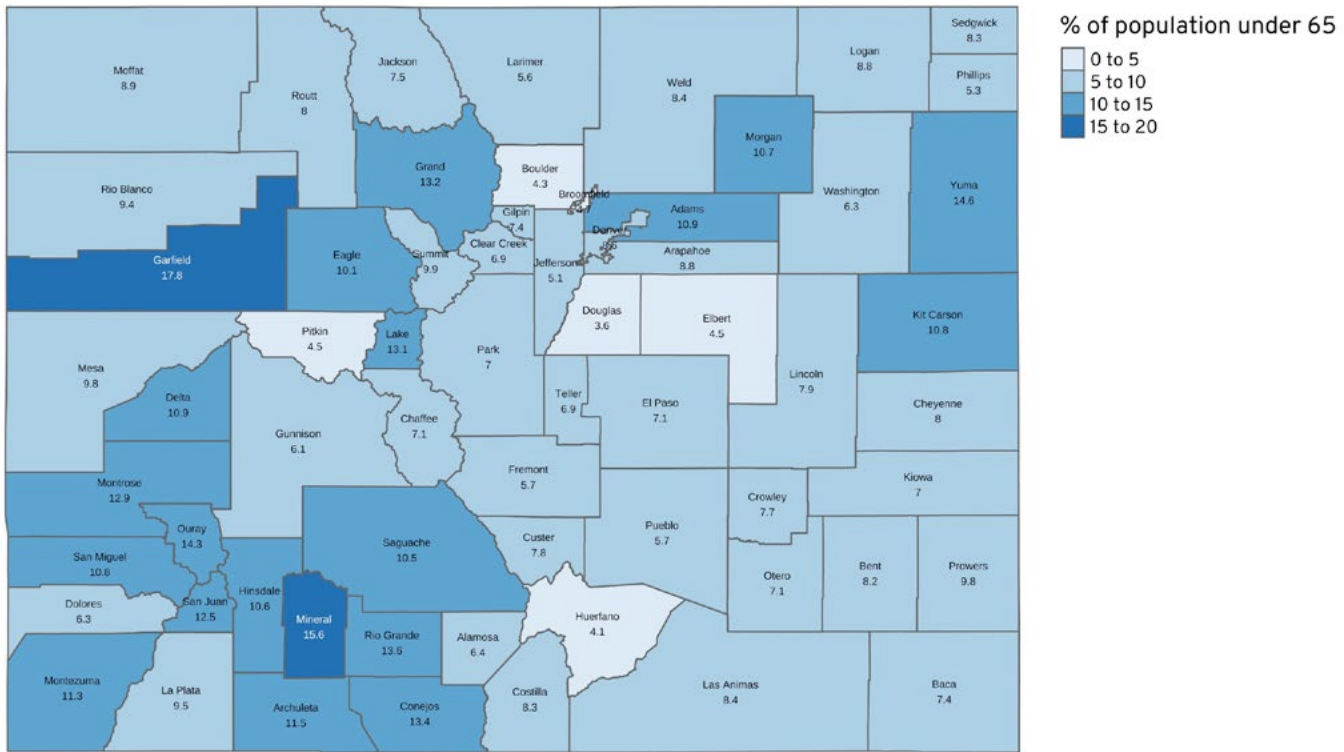 % of population under 65
0 to 5
5 to 10
10 to 15
15 to 20
Moffat
8.9
Routt
8
Jackson
7.5
Larimer
5.6
Weld
8.4
Logan
8.8
Sedgwick
8.3
Phillips
5.3
Morgan
10.7
Rio Blanco
9.4
Grand
13.2
Boulder
4.3
Broomfield
Washington
6.3
Yuma
14.6
Gilpin
7.4
Adams
10.9
Denver
Garfield
17.8
Eagle
10.1
Summit
9.9
Clear Creek
6.9
Jefferson
5.1
Arapahoe
8.8
Pitkin
4.5
Lake
13.1
Douglas
3.6
Elbert
4.5
Kit Carson
10.8
Mesa
9.8
Park
7
Lincoln
7.9
Delta
10.9
Gunnison
6.1
Chaffee
7.1
Teller
6.9
El Paso
7.1
Cheyenne
8
Montrose
12.9
Fremont
5.7
Kiowa
7
Crowley
7.7
Ouray
14.3
Saguache
10.5
Custer
7.8
Pueblo
5.7
San Miguel
10.8
Otero
7.1
Bent
8.2
Prowers
9.8
Dolores
6.3
San Juan
12.5
Hinsdale
10.6
Mineral
15.6
Rio Grande
13.6
Alamosa
6.4
Huerfano
4.1
Montezuma
11.3
La Plata
9.5
Archuleta
11.5
Conejos
13.4
Costilla
8.3
Las Animas
8.4
Baca
7.4